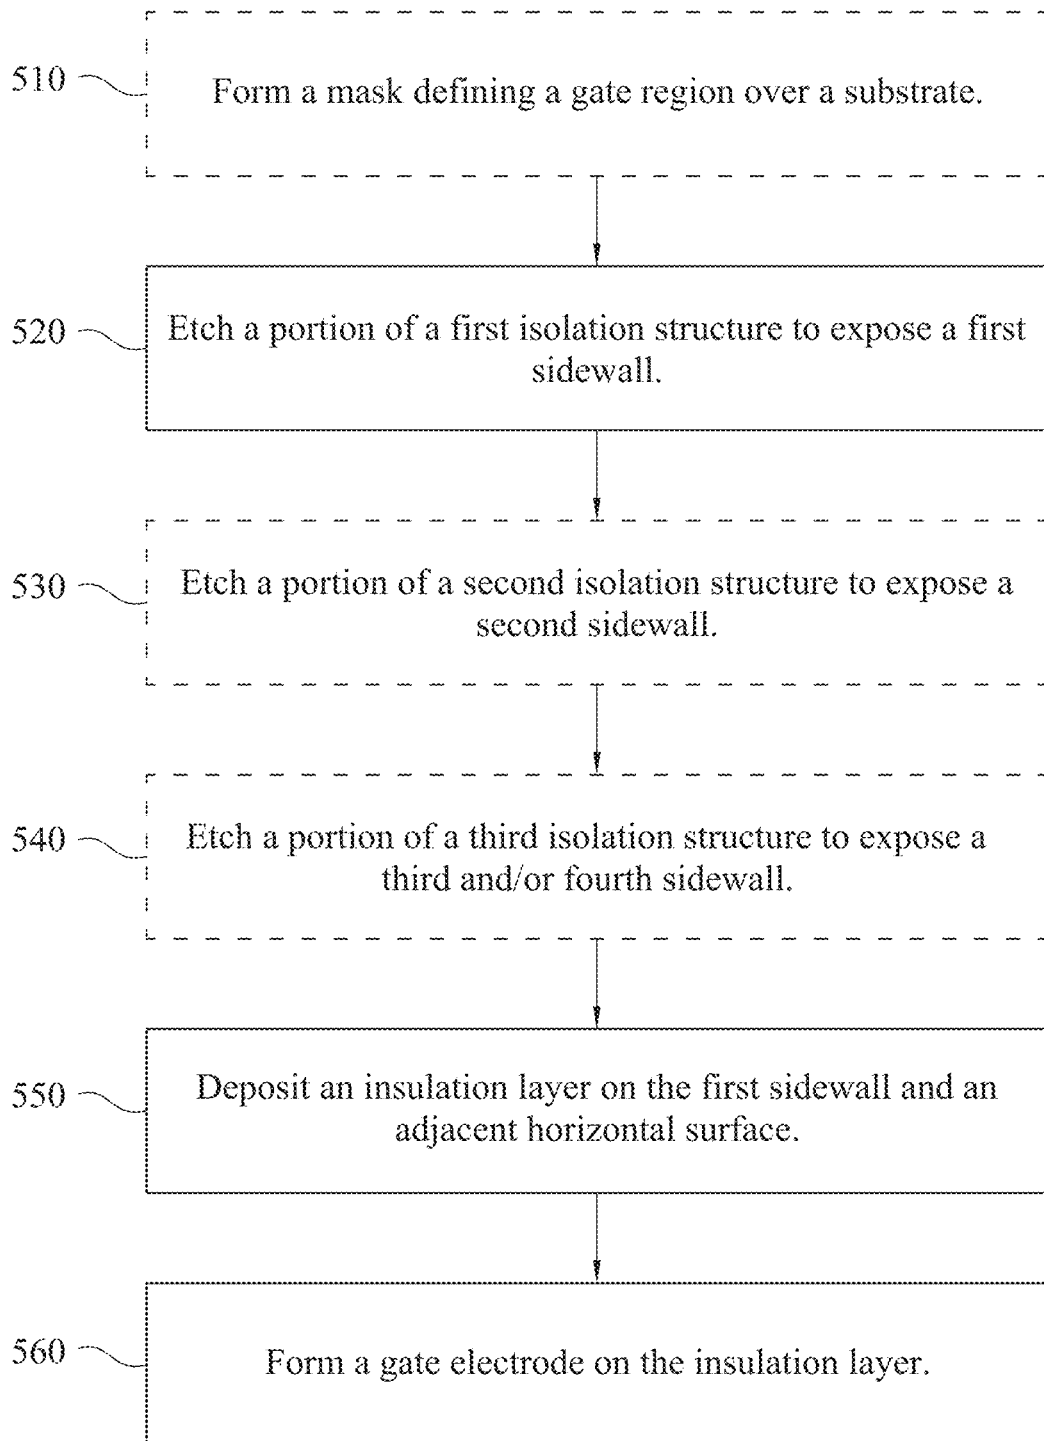 510
Form a mask defining a gate region over a substrate.
520
Etch a portion of a first isolation structure to expose a first
sidewall.
530
Etch a portion of a second isolation structure to expose a
second sidewall.
540
Etch a portion of a third isolation structure to expose a
third and/or fourth sidewall.
550
Deposit an insulation layer on the first sidewall and an
adjacent horizontal surface.
560
Form a gate electrode on the insulation layer.